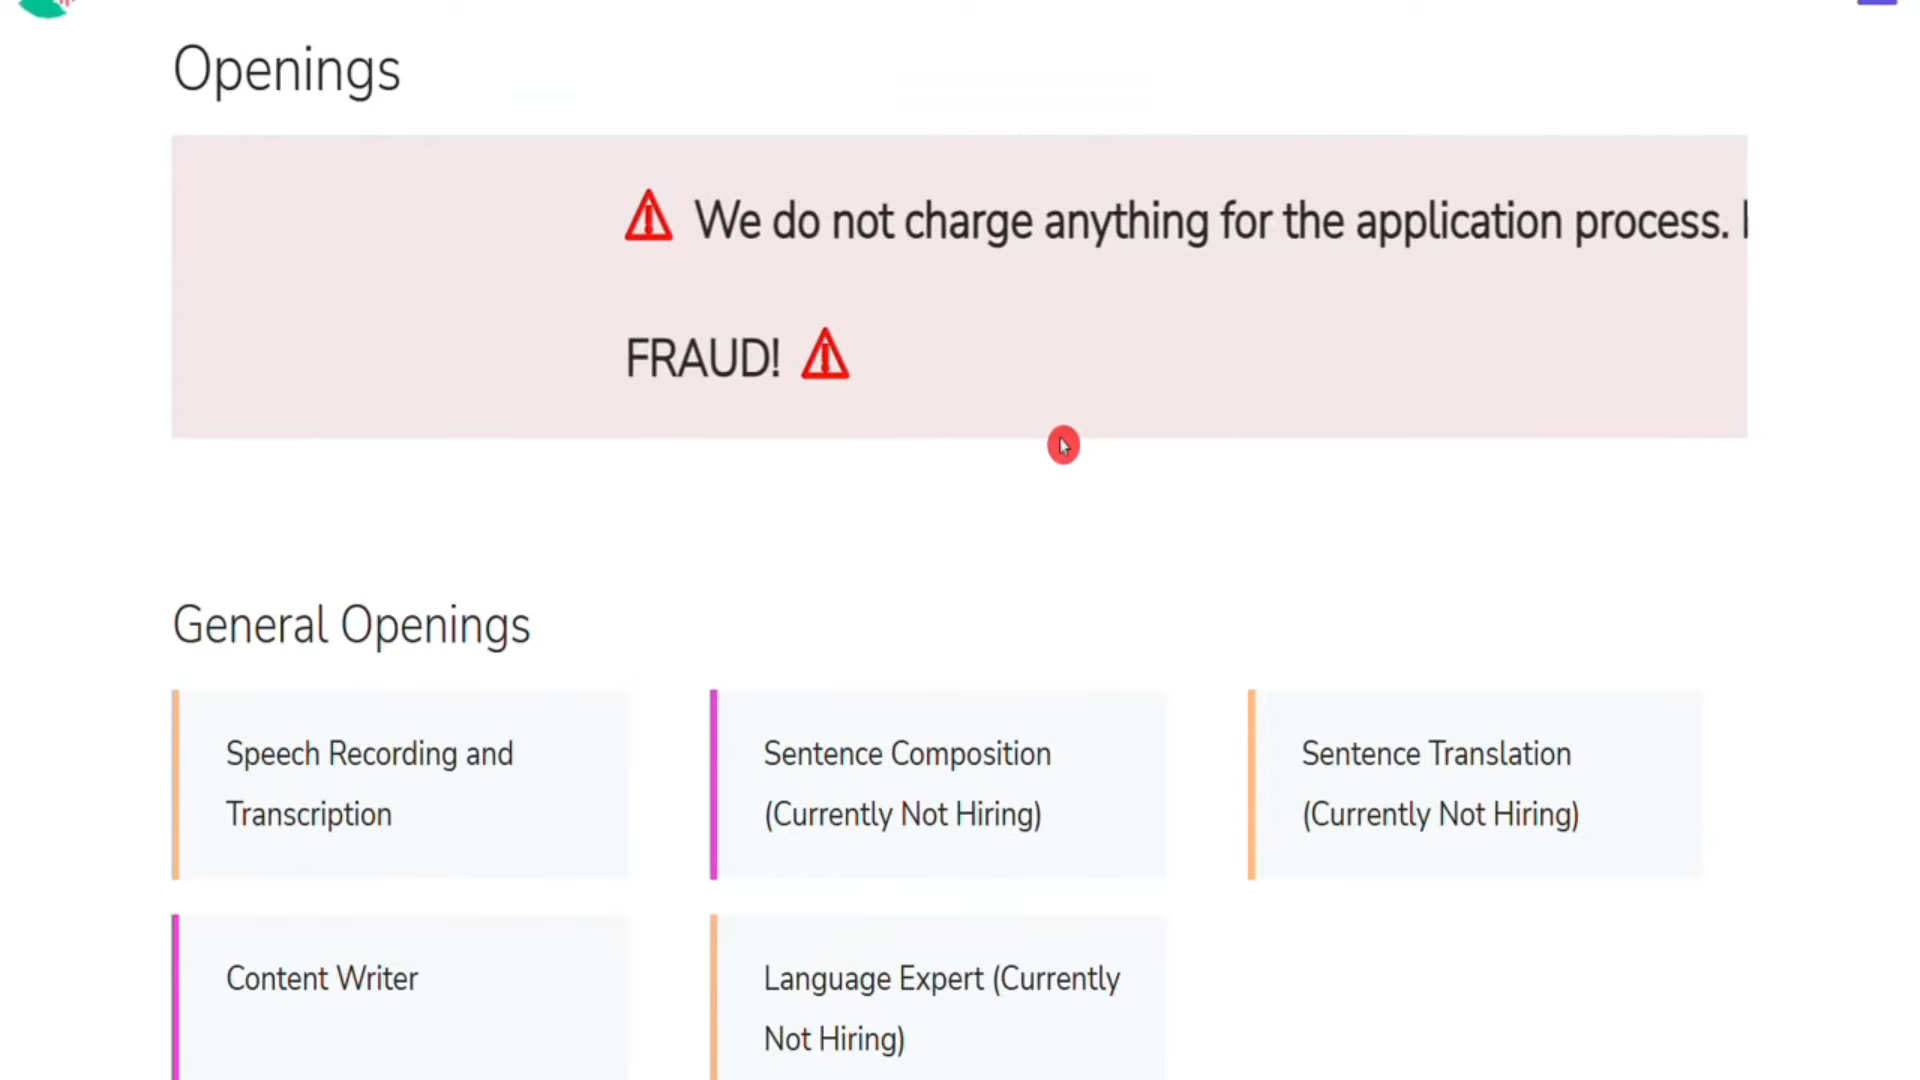 Openings
We do not charge anything for the application process.
FRAUD!
General Openings
Speech Recording and
Transcription
Sentence Composition
(Currently Not Hiring)
Sentence Translation
(Currently Not Hiring)
Content Writer
Language Expert (Currently
Not Hiring)